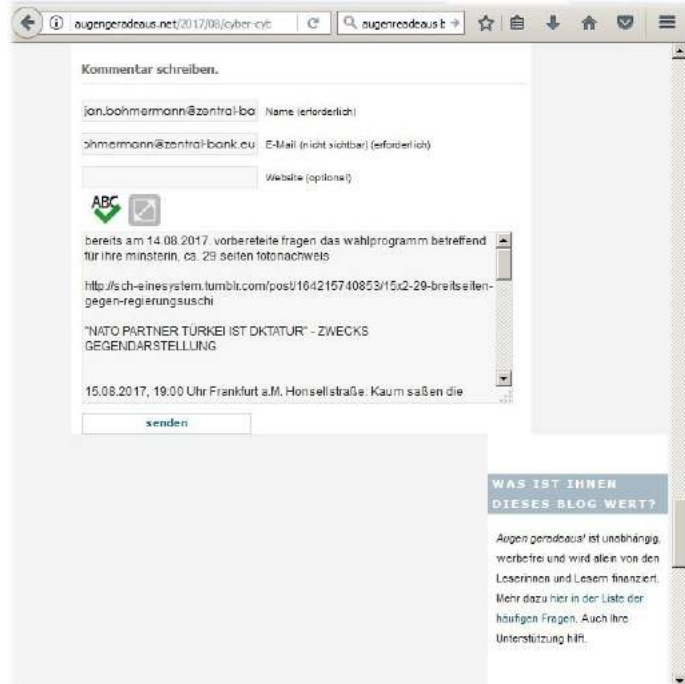 augengeradeaus.net/2017/08/cyber-cyb
augenreadeaus b
Kommentar schreiben.
jan.bohmermann@zentral-ba Name (erforderlich)
ohmermann@zentral-bank.eu E-Mail (nicht sichtbar) (erforderlich)
Website (optional)
ABC
bereits am 14.08.2017. vorbereteite fragen das wahlprogramm betreffend
für ihre minsterin, ca. 29 seiten fotonachweis
http://sch-einesystem.tumblr.com/post/164215740853/15x2-29-breitseiten-
gegen-regierungsuschi
"NATO PARTNER TÜRKEI IST DKTATUR" - ZWECKS
GEGENDARSTELLUNG
15.08.2017, 19:00 Uhr Frankfurt a.M. Honsellstraße. Kaum saßen die
senden
WAS IST IHNEN
DIESES BLOG WERT?
Augen geradeaus! ist unabhängig,
werbefrei und wird allein von den
Leserinnen und Lesern finanziert.
Mehr dazu hier in der Liste der
häufigen Fragen. Auch Ihre
Unterstützung hilft.